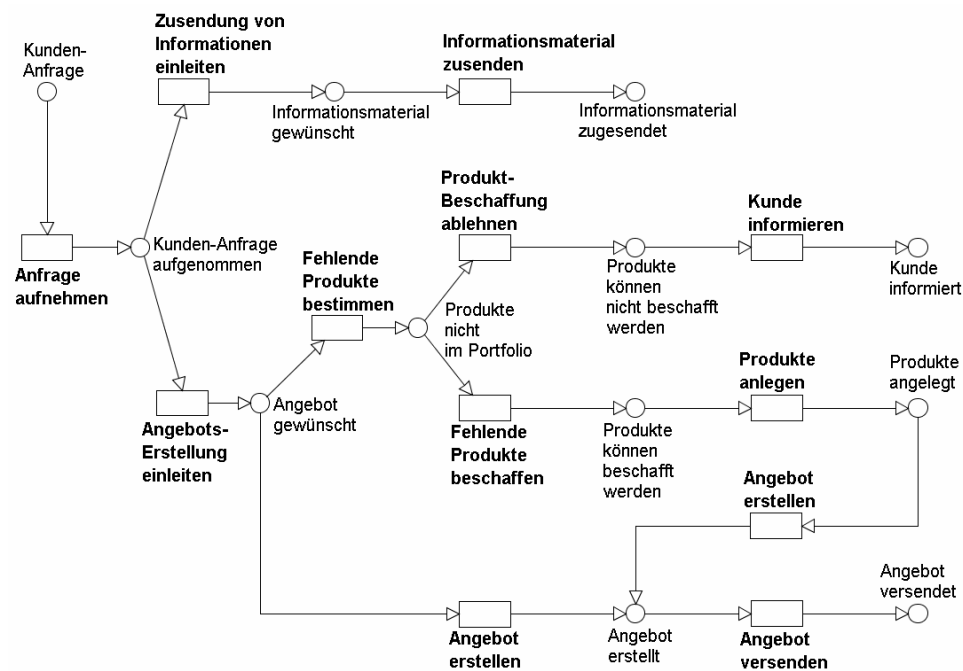 Zusendung von
Informationen
einleiten
Kunden-
Anfrage
Informationsmaterial
zusenden
Informationsmaterial
gewünscht
Informationsmaterial
zugesendet
Produkt-
Beschaffung
ablehnen
Kunde
informieren
Anfrage
aufnehmen
Kunden-Anfrage
aufgenommen
Fehlende
Produkte
bestimmen
Produkte
können
nicht beschafft
werden
Kunde
informiert
Produkte
nicht
im Portfolio
Produkte
anlegen
Produkte
angelegt
Angebots-
Erstellung
einleiten
Angebot
gewünscht
Fehlende
Produkte
beschaffen
Produkte
können
beschafft
werden
Angebot
erstellen
Angebot
versendet
Angebot
erstellen
Angebot
erstellt
Angebot
versenden